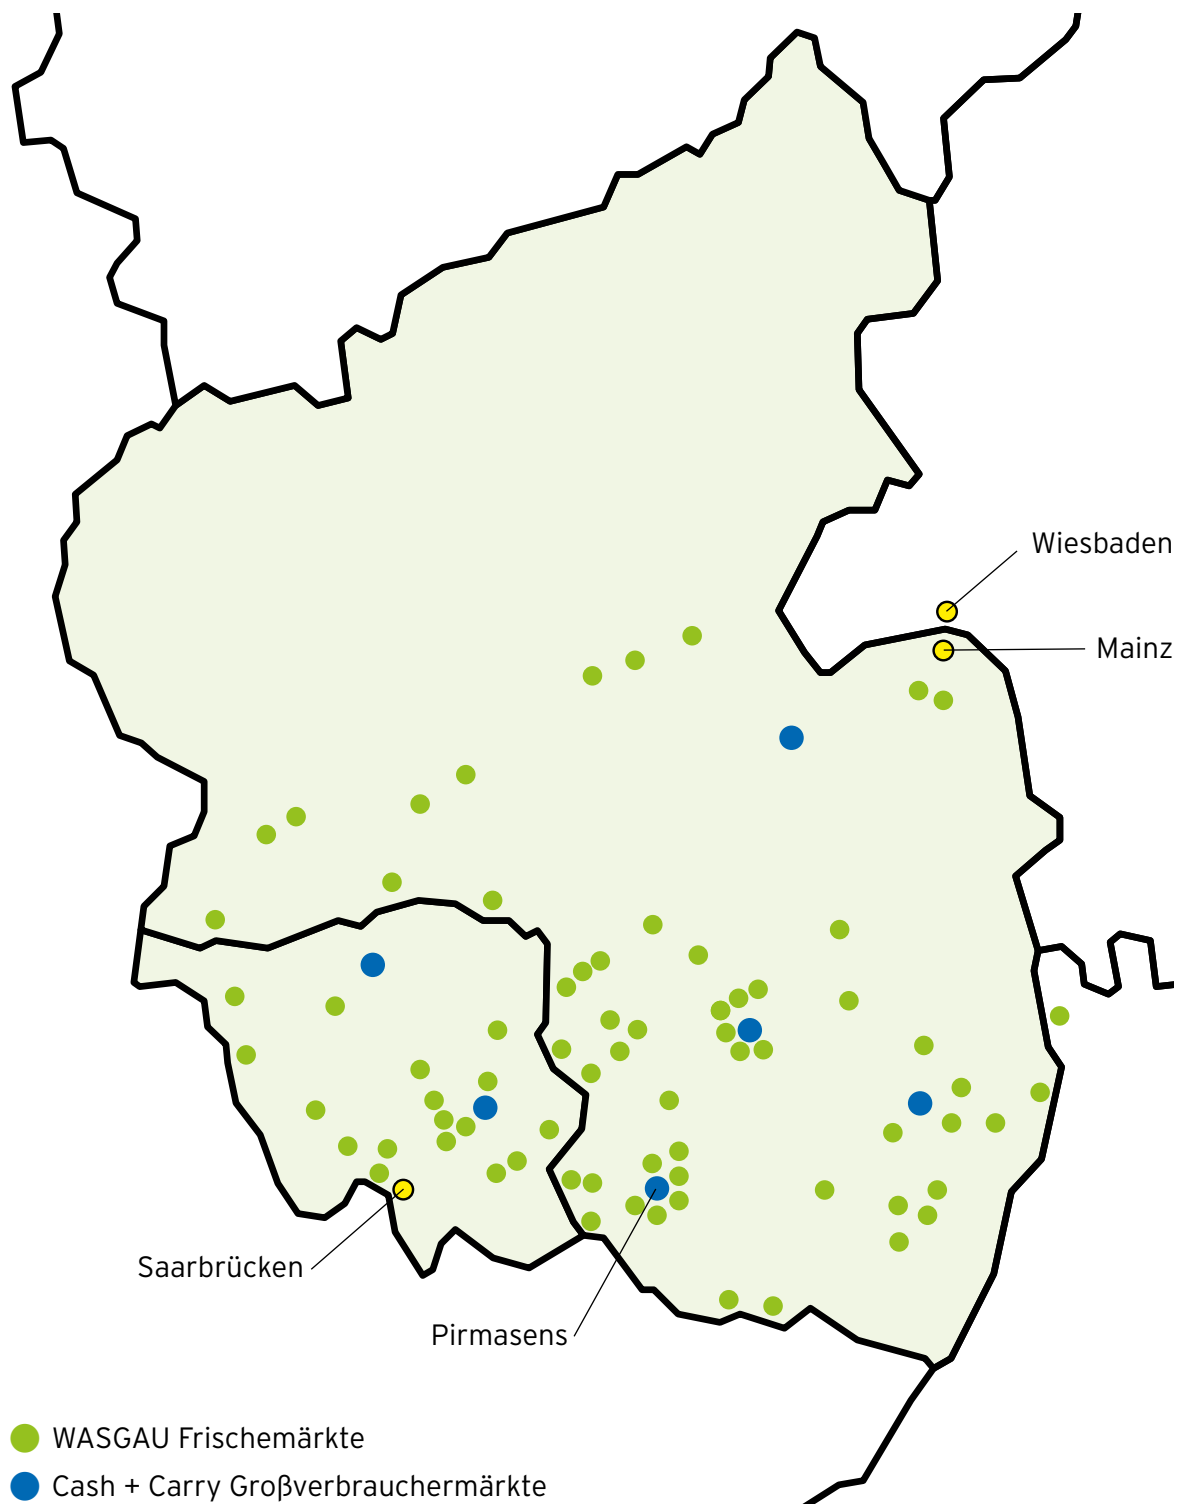 Wiesbaden
Mainz
Saarbrücken
Pirmasens
WASGAU Frischemärkte
Cash + Carry Großverbrauchermärkte